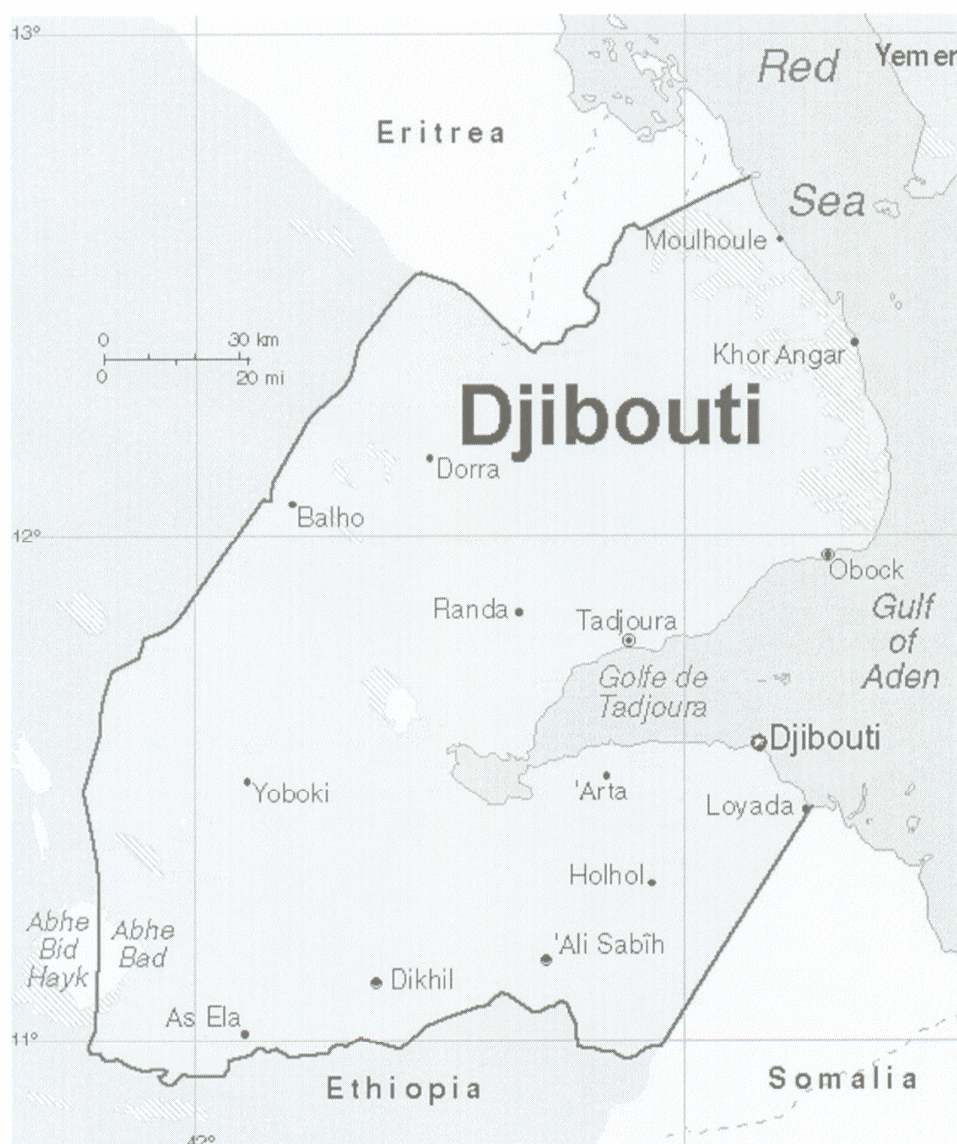 13°
Red
Yemen
Eritrea
Sea
Moulhoule
0 30 km
0 20 mi
Khor Angar
Djibouti
Dorra
Balho
12°
Obock
Randa
Tadjoura
Gulf
of
Aden
Golfe de
Tadjoura
Djibouti
Yoboki
'Arta
Loyada
Holhol
Abhe
Bid
Hayk
Abhe
Bad
'Ali Sabîh
Dikhil
As Ela
11°
Ethiopia
Somalia
42°